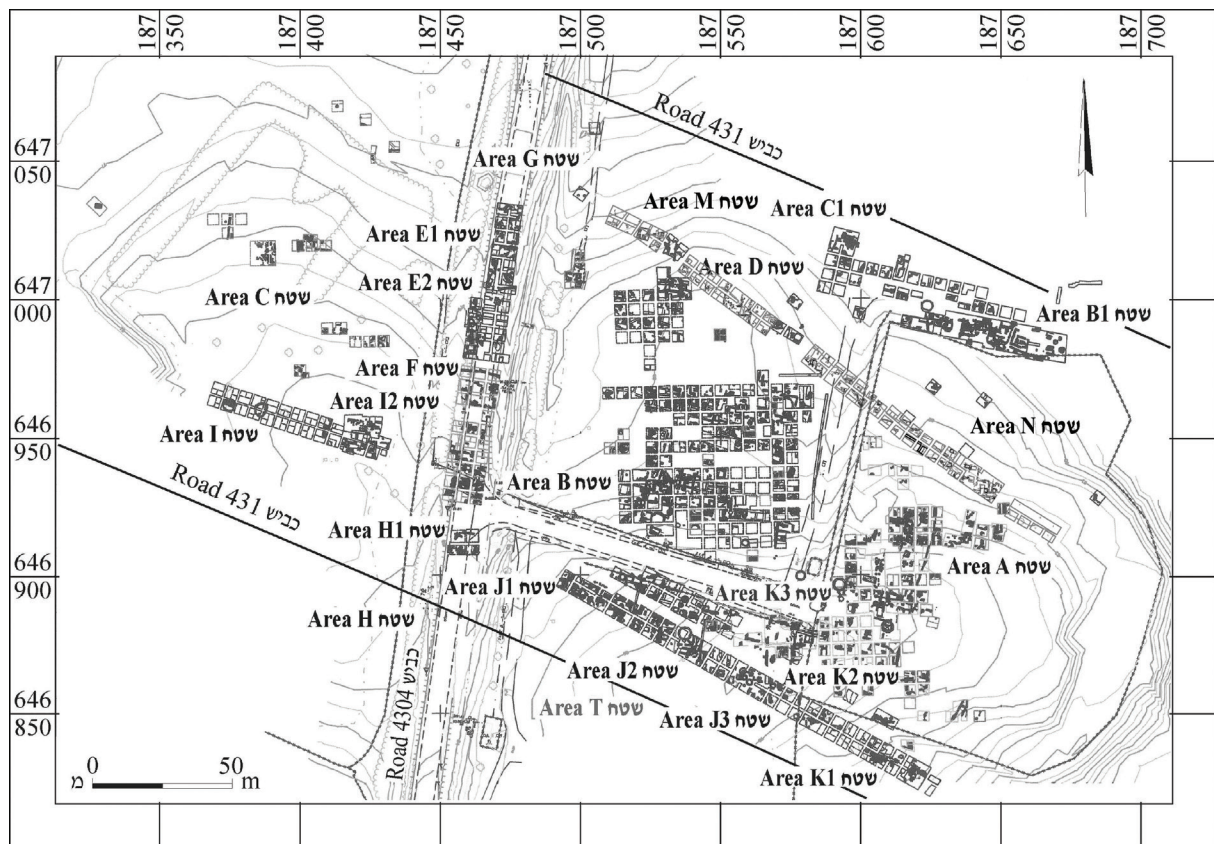 187 350
187 400
187 450
187 500
187 550
187 600
187 650
187 700
Road 431 כביש
647 050
Area G שטח
Area M שטח
Area C1 שטח
Area E1 שטח
Area D שטח
Area E2 שטח
647 000
Area C שטח
Area B1 שטח
Area F שטח
Area I2 שטח
646 950
Area I שטח
Area N שטח
Road 431 כביש
Area B שטח
Area H1 שטח
646 900
Area J1 שטח
Area K3 שטח
Area A שטח
Area H שטח
Area J2 שטח
Area K2 שטח
646 850
Area T שטח
Area J3 שטח
Road 4304 כביש
Area K1 שטח
מ 0 50 m